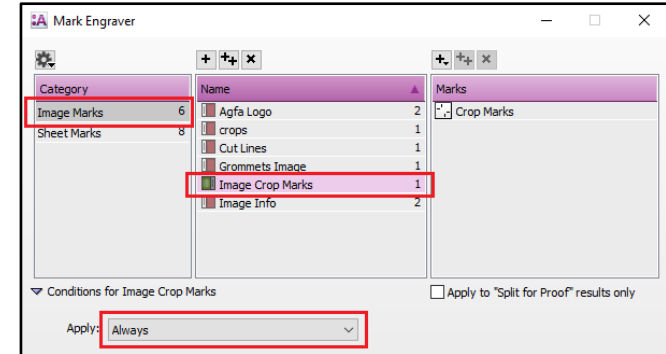 :A Mark Engraver
Category
Image Marks 6
Sheet Marks 8
Name
Agfa Logo 2
crops 1
Cut Lines 1
Grommets Image 1
Image Crop Marks 1
Image Info 2
Marks
Crop Marks
Conditions for Image Crop Marks
Apply to "Split for Proof" results only
Apply: Always